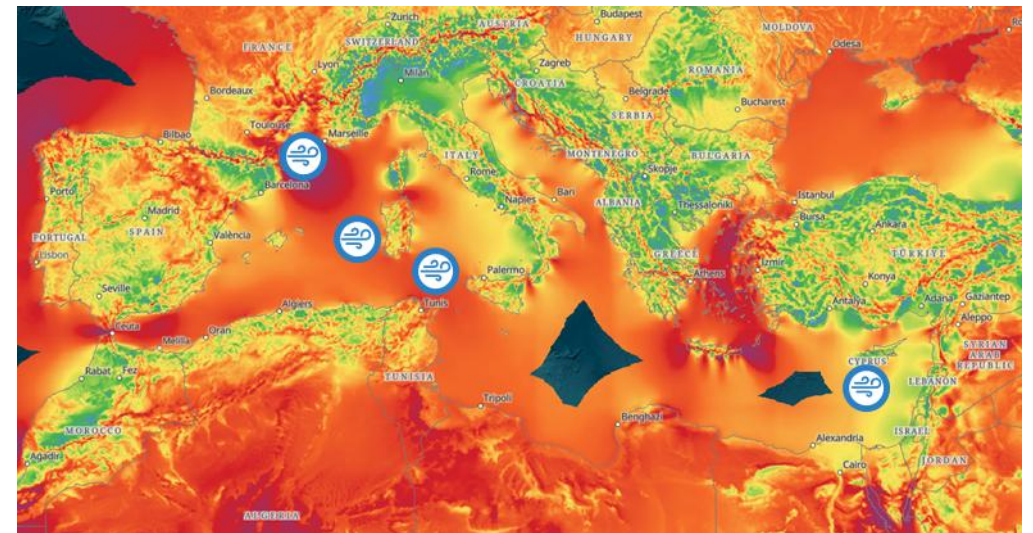 Zurich
AUSTRIA
Budapest
MOLDOVA
FRANCE
SWITZERLAND
HUNGARY
Odesa
Lyon
Milan
Zagreb
CROATIA
ROMANIA
Bordeaux
Belgrade
Bucharest
SERBIA
Toulouse
Marseille
Bilbao
ITALY
MONTENEGRO
BULGARIA
Skopje
Rome
Barcelona
Porto
Bari
Istanbul
Naples
ALBANIA
Thessaloniki
Madrid
Bursa
Ankara
SPAIN
València
PORTUGAL
Lisbon
GREECE
Izmir
TÜRKIYE
Palermo
Athens
Konya
Seville
Antalya
Adana
Gaziantep
Algiers
Tunis
Aleppo
Ceuta
Oran
Melilla
SYRIAN
ARAB
REPUBLIC
CYPRUS
Rabat
Fez
TUNISIA
LEBANON
Tripoli
Benghazi
MOROCCO
ISRAEL
Alexandria
Agadir
Cairo
JORDAN
ALGERIA